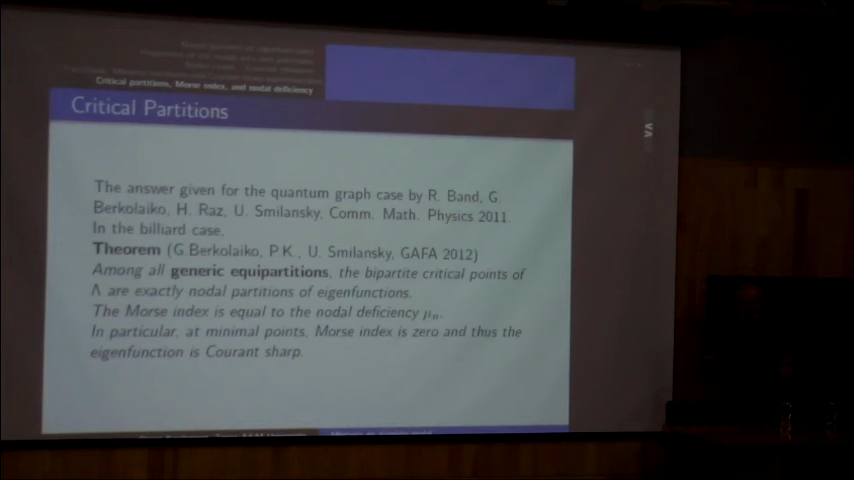 Critical partitions, Morse index, and nodal deficiency
Critical Partitions
The answer given for the quantum graph case by R. Band, G.
Berkolaiko, H. Raz, U. Smilansky, Comm. Math. Physics 2011.
In the billiard case,
Theorem (G.Berkolaiko, P.K., U. Smilansky, GAFA 2012)
Among all generic equipartitions, the bipartite critical points of
Λ are exactly nodal partitions of eigenfunctions.
The Morse index is equal to the nodal deficiency μₙ.
In particular, at minimal points, Morse index is zero and thus the
eigenfunction is Courant sharp.